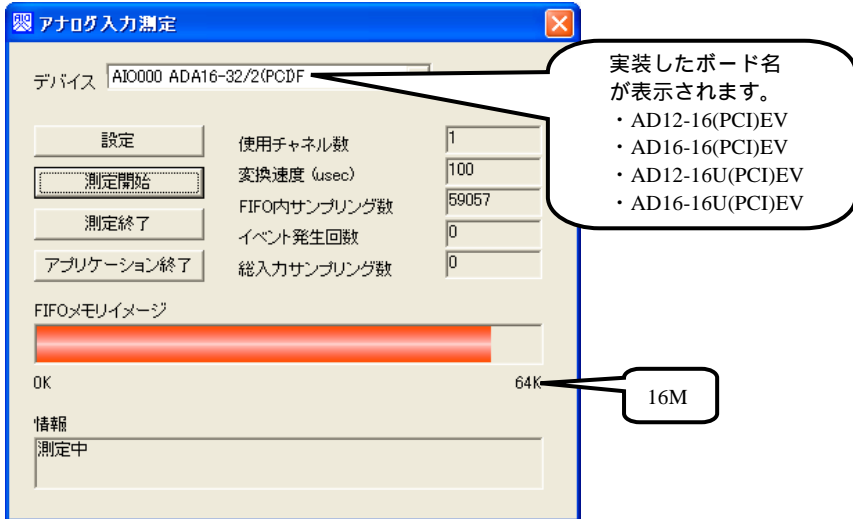 アナログ入力測定
デバイス
AIO000 ADA16-32/2(PCI)F
設定
測定開始
測定終了
アプリケーション終了
使用チャネル数
1
変換速度 (usec)
100
FIFO内サンプリング数
59057
イベント発生回数
0
総入力サンプリング数
0
FIFOメモリイメージ
0K
64K
情報
測定中
実装したボード名
が表示されます。
・AD12-16(PCI)EV
・AD16-16(PCI)EV
・AD12-16U(PCI)EV
・AD16-16U(PCI)EV
16M